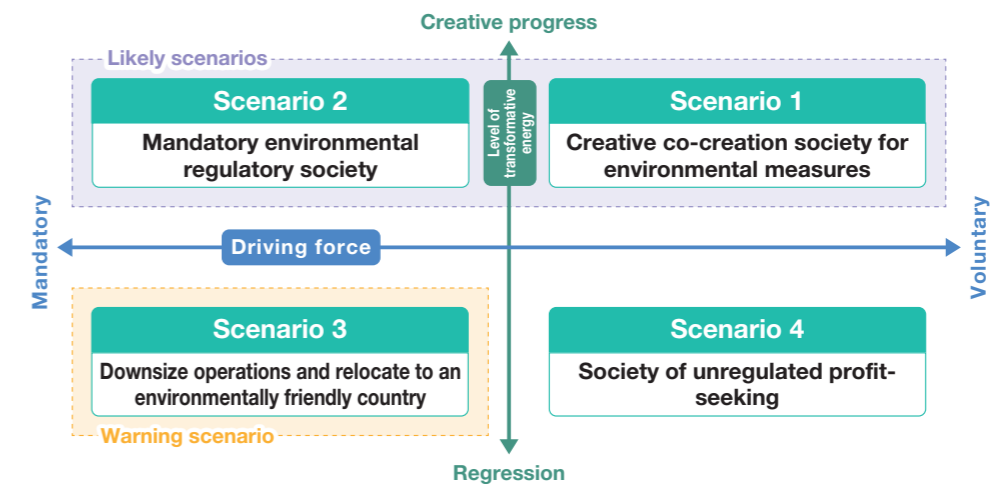 Creative progress
Likely scenarios
Scenario 2
Mandatory environmental
regulatory society
Level of
transformative
energy
Scenario 1
Creative co-creation society for
environmental measures
Mandatory
Driving force
Voluntary
Scenario 3
Downsize operations and relocate to an
environmentally friendly country
Warning scenario
Scenario 4
Society of unregulated profit-
seeking
Regression